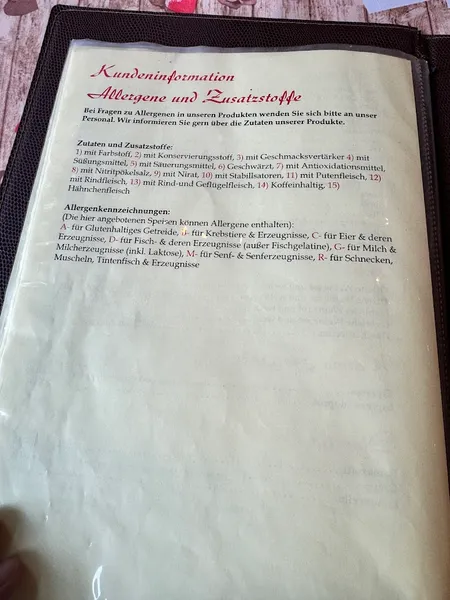 Kundeninformation
Allergene und Zusatzstoffe
Bei Fragen zu Allergenen in unseren Produkten wenden Sie sich bitte an unser
Personal. Wir informieren Sie gern über die Zutaten unserer Produkte.
Zutaten und Zusatzstoffe:
1) mit Farbstoff, 2) mit Konservierungsstoff, 3) mit Geschmacksvertärker 4) mit
Süßungsmittel, 5) mit Säuerungsmittel, 6) Geschwärzt, 7) mit Antioxidationsmittel,
8) mit Nitritpökelsalz, 9) mit Nitrat, 10) mit Stabilisatoren, 11) mit Putenfleisch, 12)
mit Rindfleisch, 13) mit Rind-und Geflügelfleisch, 14) Koffeinhaltig, 15)
Hähnchenfleisch
Allergenkennzeichnungen:
(Die hier angebotenen Speisen können Allergene enthalten):
A- für Glutenhaltiges Getreide, für Krebstiere & Erzeugnisse, C- für Eier & deren
Erzeugnisse, D- für Fisch- & deren Erzeugnisse (außer Fischgelatine), G- für Milch &
Milcherzeugnisse (inkl. Laktose), M- für Senf- & Senferzeugnisse, R- für Schnecken,
Muscheln, Tintenfisch & Erzeugnisse